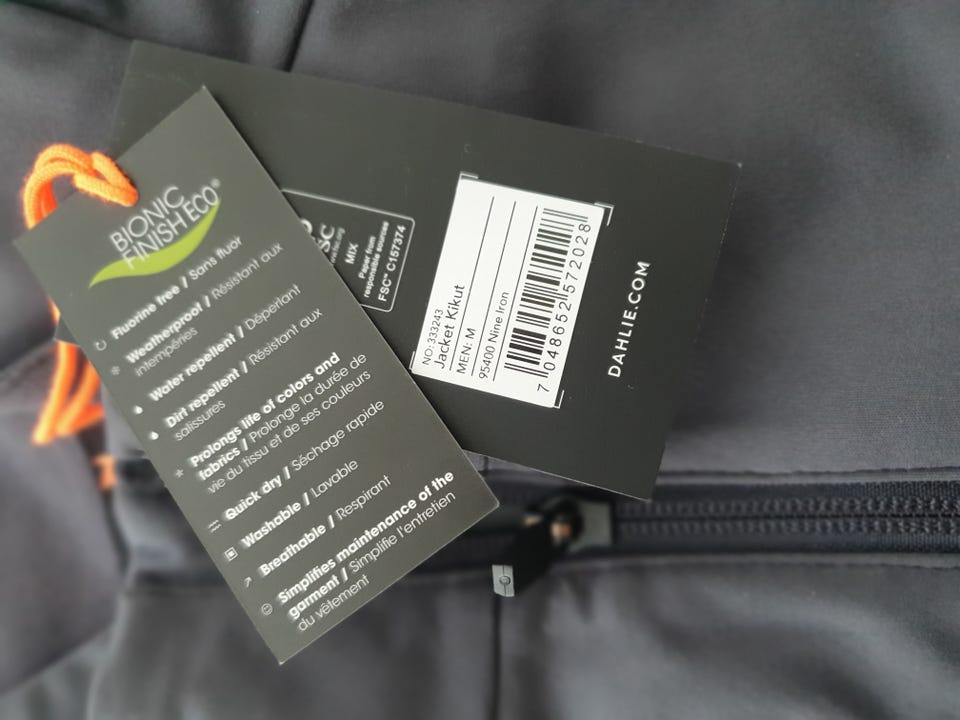 BIONIC
FINISH ECO®
Fluorine free / Sans fluor
Weatherproof / Résistant aux
intempéries
Water repellent / Déperlant
Dirt repellent / Résistant aux
salissures
Prolongs life of colors and
fabrics / Prolonge la durée de
vie du tissu et de ses couleurs
Quick dry / Séchage rapide
Washable / Lavable
Breathable / Respirant
Simplifies maintenance of the
garment / Simplifie l'entretien
du vêtement
MIX
Paper from
responsible sources
FSC™ C157374
NO: 333243
Jacket Kikut
MEN: M
95400 Nine Iron
7 048652 572028
DAHLIE.COM